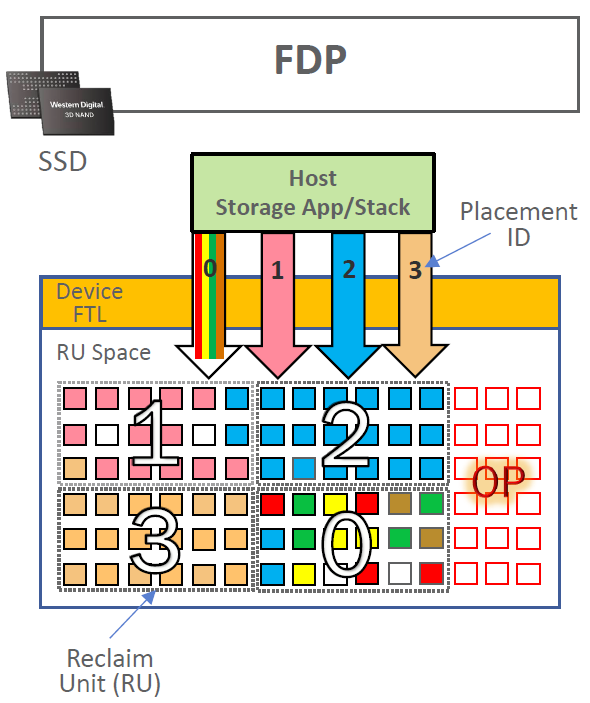 FDP
Western Digital
3D NAND
SSD
Host
Storage App/Stack
Placement
ID
0
1
2
3
Device
FTL
RU Space
1
2
OP
3
0
Reclaim
Unit (RU)